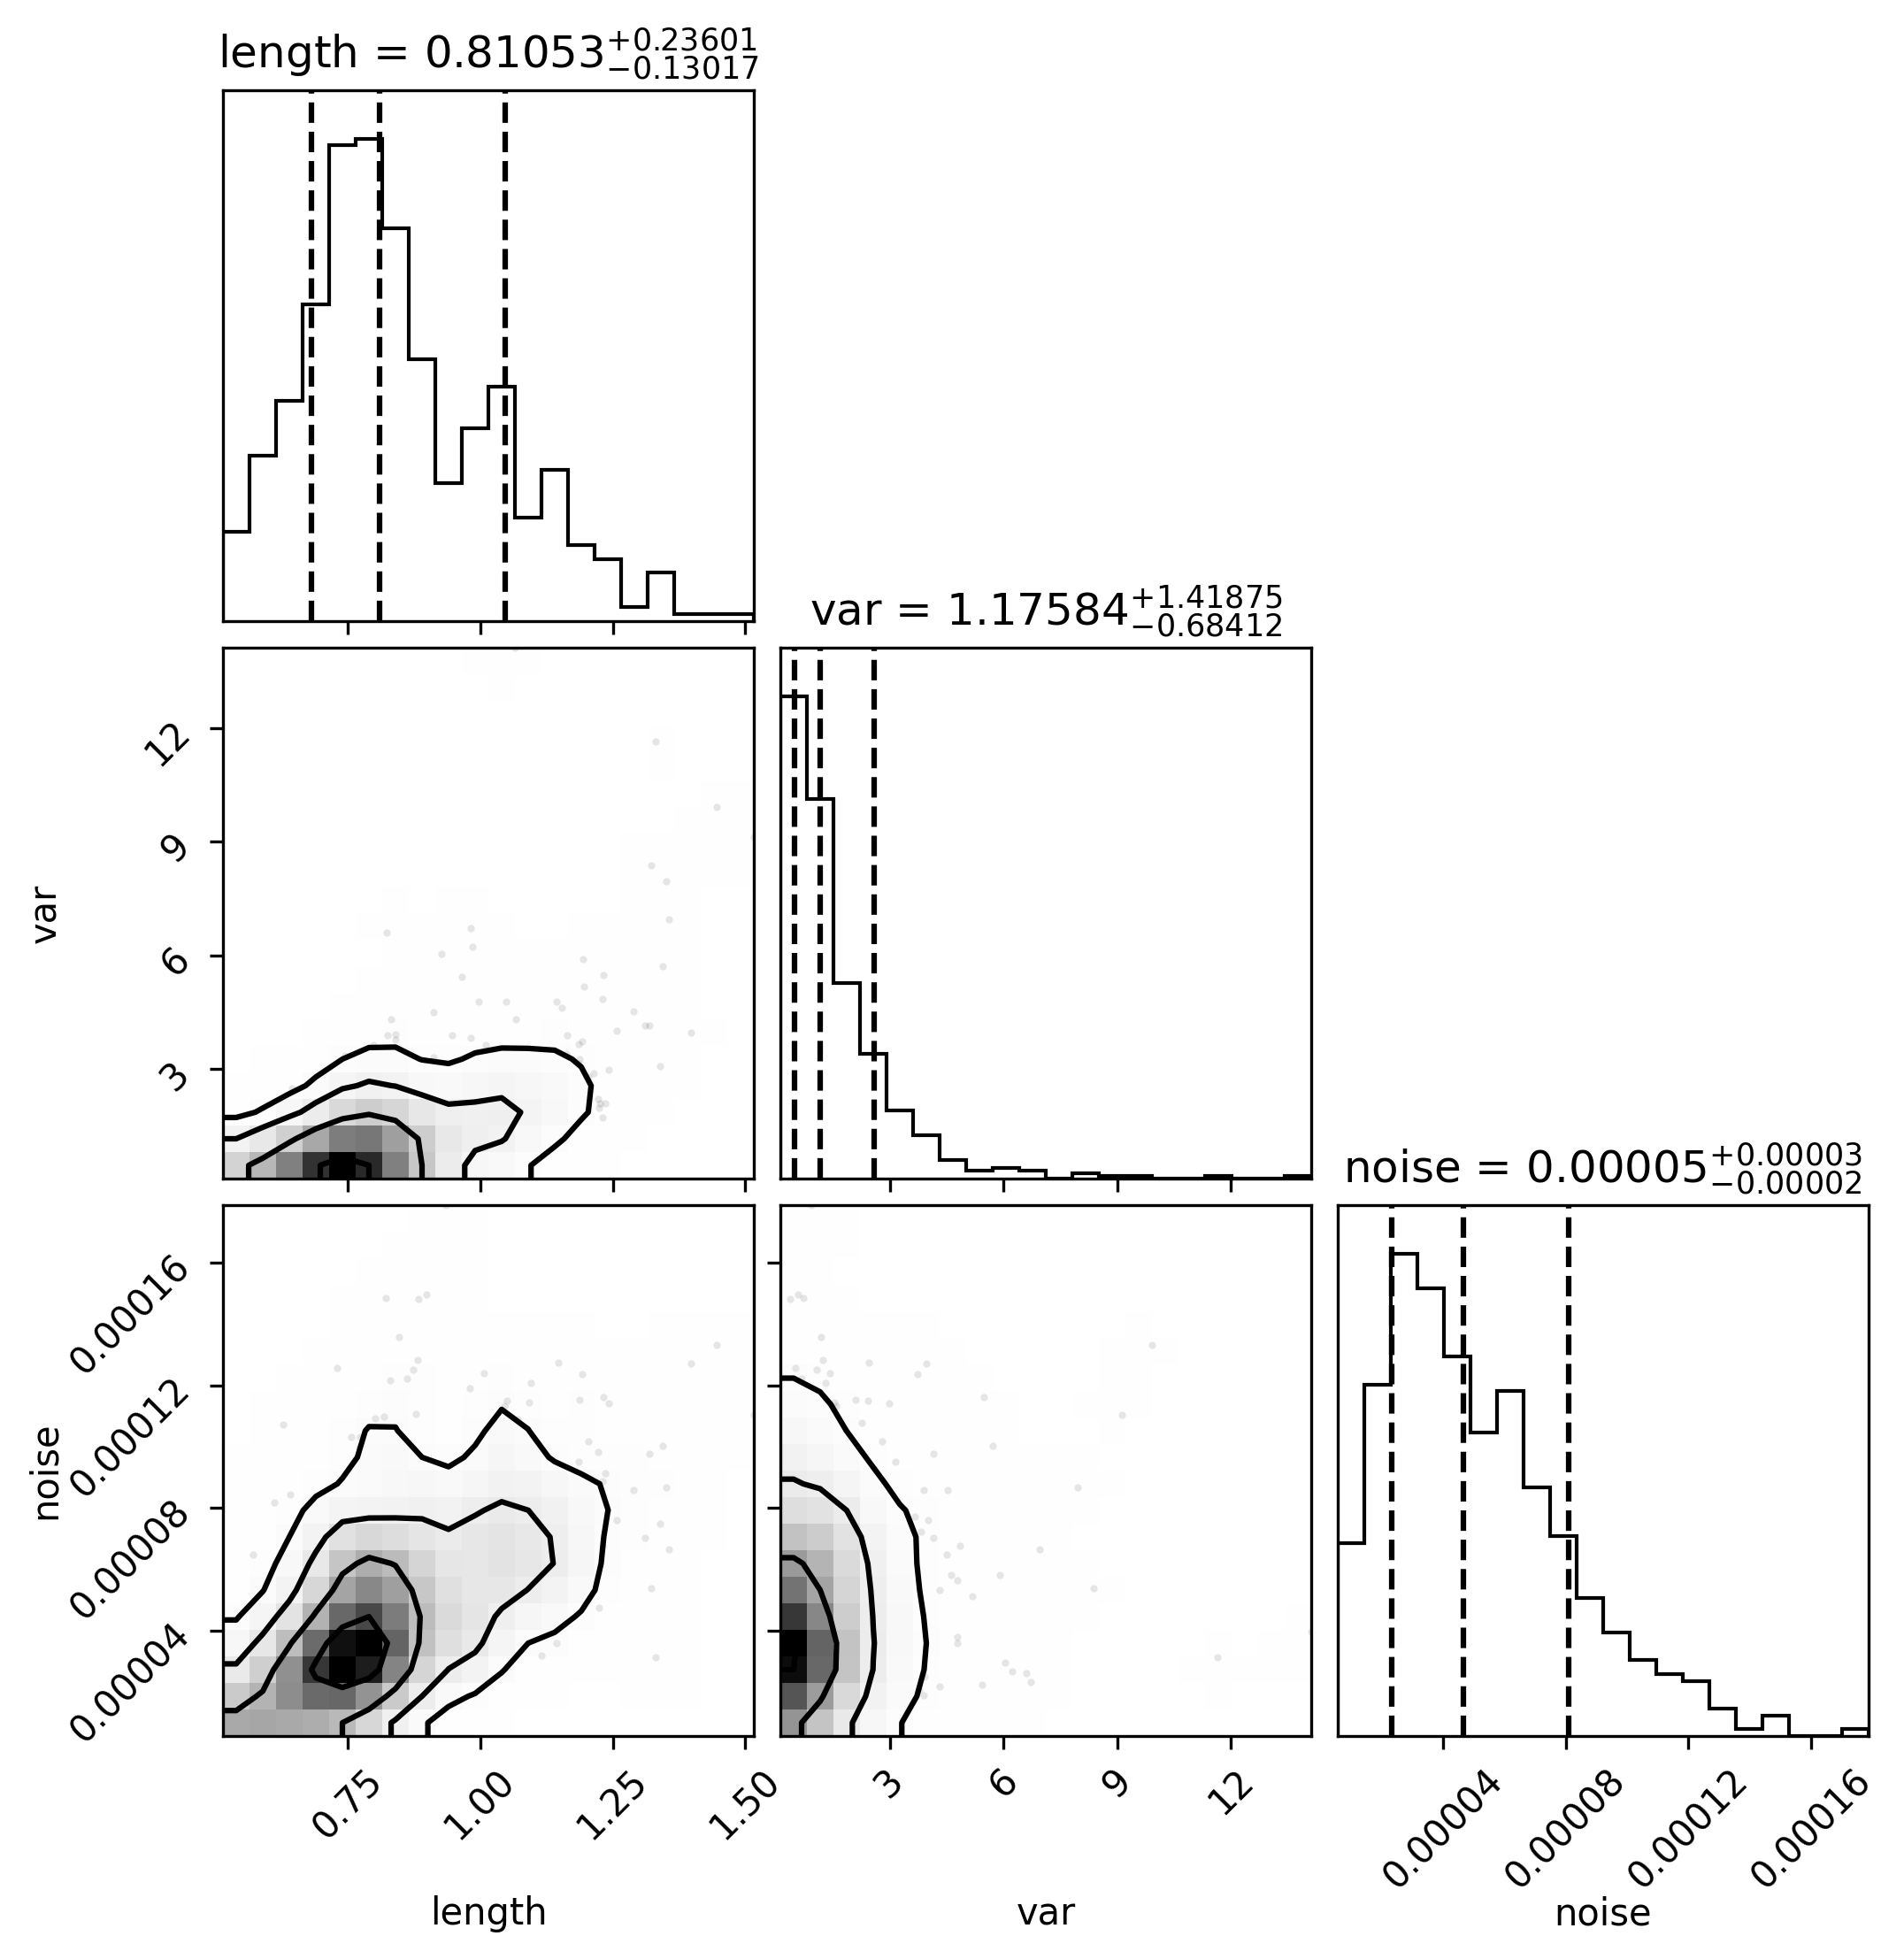 length = 0.81053 +0.23601 −0.13017
var = 1.17584 +1.41875 −0.68412
12
9
6
3
var
noise = 0.00005 +0.00003 −0.00002
0.00016
0.00012
0.00008
0.00004
noise
0.75 1.00 1.25 1.50
3 6 9 12
0.00004 0.00008 0.00012 0.00016
length var noise